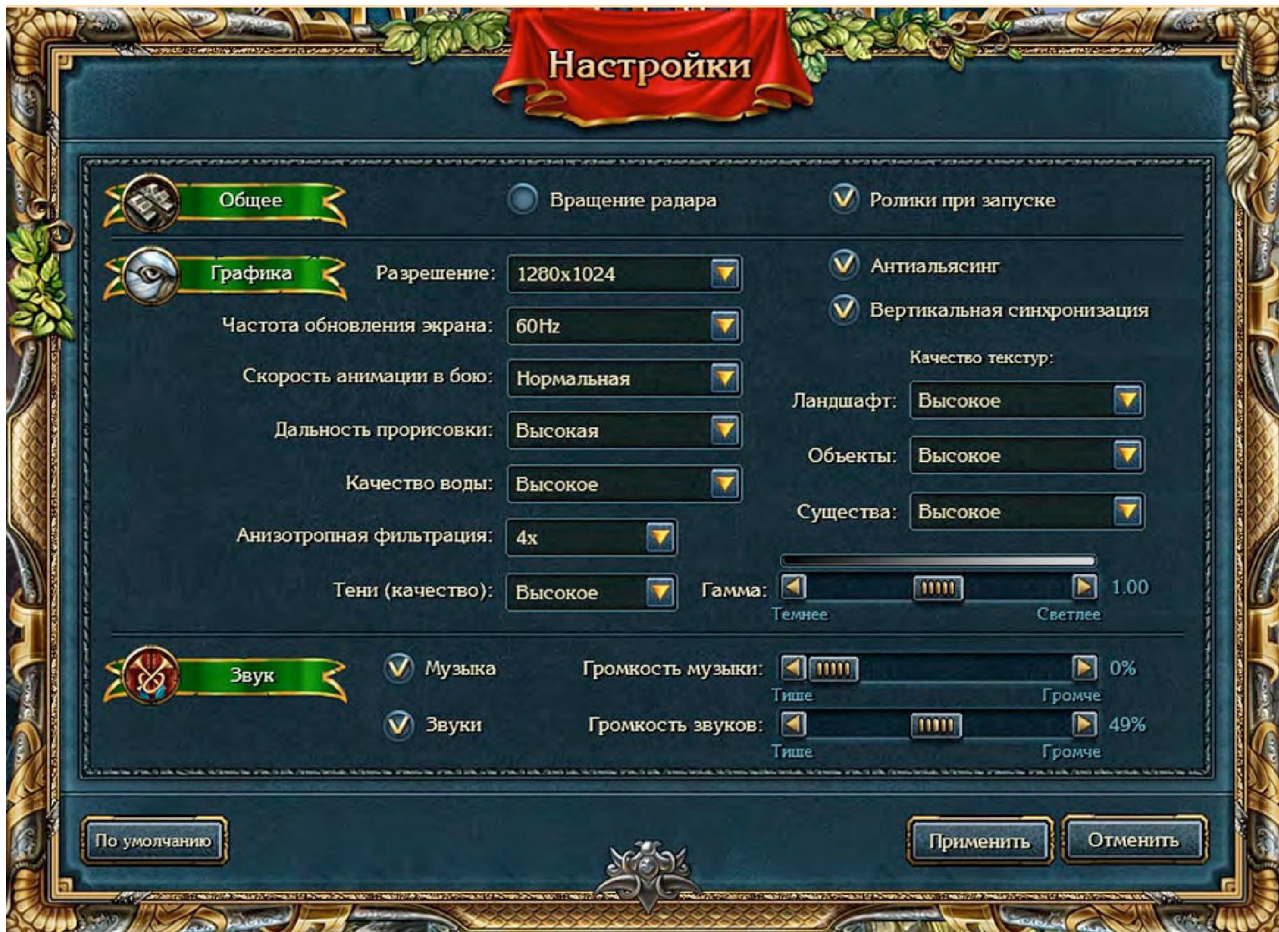 Настройки
Общее
Вращение радара
Ролики при запуске
Графика
Разрешение: 1280x1024
Антиальясинг
Частота обновления экрана: 60Hz
Вертикальная синхронизация
Скорость анимации в бою: Нормальная
Качество текстур:
Ландшафт: Высокое
Дальность прорисовки: Высокая
Объекты: Высокое
Качество воды: Высокое
Существа: Высокое
Анизотропная фильтрация: 4x
Тени (качество): Высокое
Гамма: 1.00
Темнее Светлее
Звук
Музыка
Громкость музыки: 0%
Тише Громче
Звуки
Громкость звуков: 49%
Тише Громче
По умолчанию
Применить
Отменить